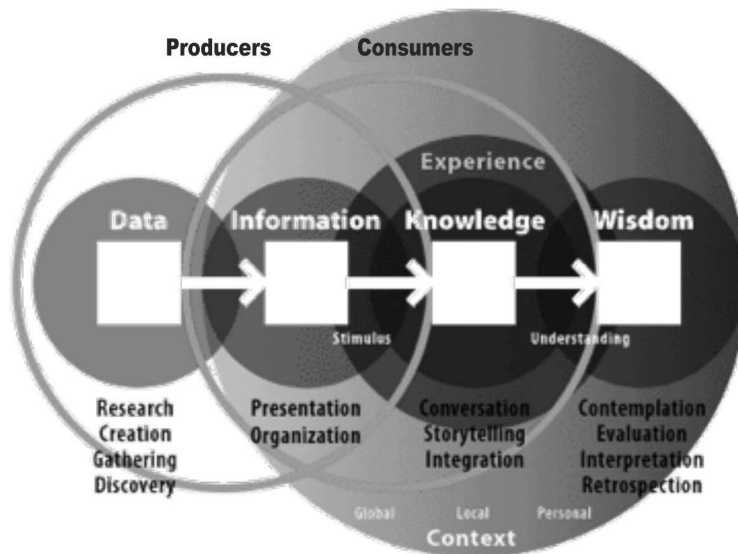 Producers
Consumers
Experience
Data
Information
Knowledge
Wisdom
Stimulus
Understanding
Research
Creation
Gathering
Discovery
Presentation
Organization
Conversation
Storytelling
Integration
Contemplation
Evaluation
Interpretation
Retrospection
Global
Local
Personal
Context